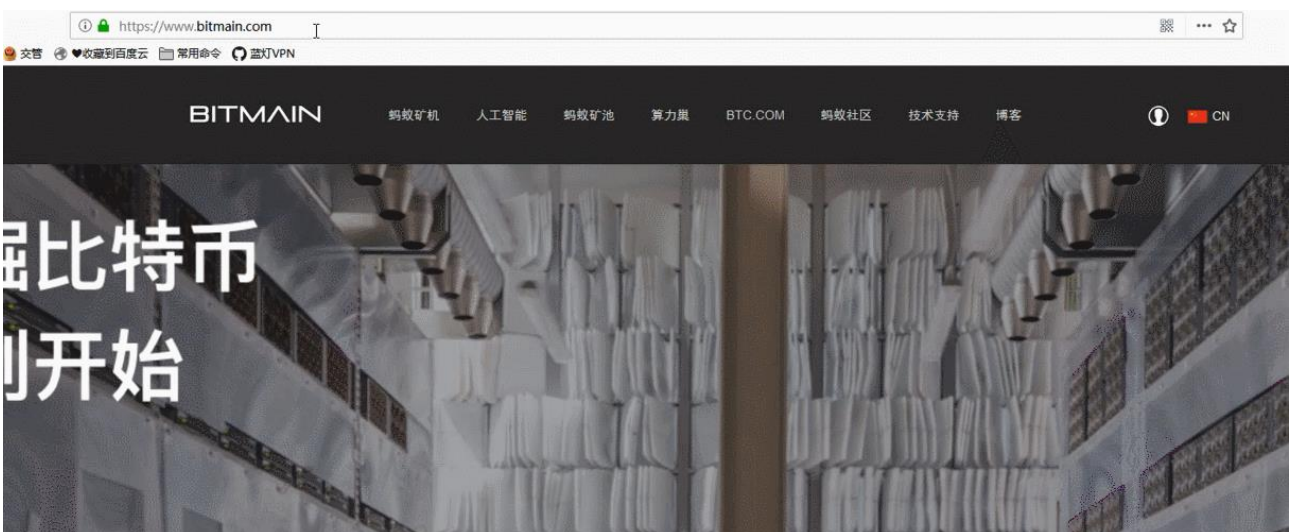 https://www.bitmain.com
交管 ♥收藏到百度云 常用命令 蓝灯VPN
BITMAIN 蚂蚁矿机 人工智能 蚂蚁矿池 算力巢 BTC.COM 蚂蚁社区 技术支持 博客 CN
掘比特币
刻开始